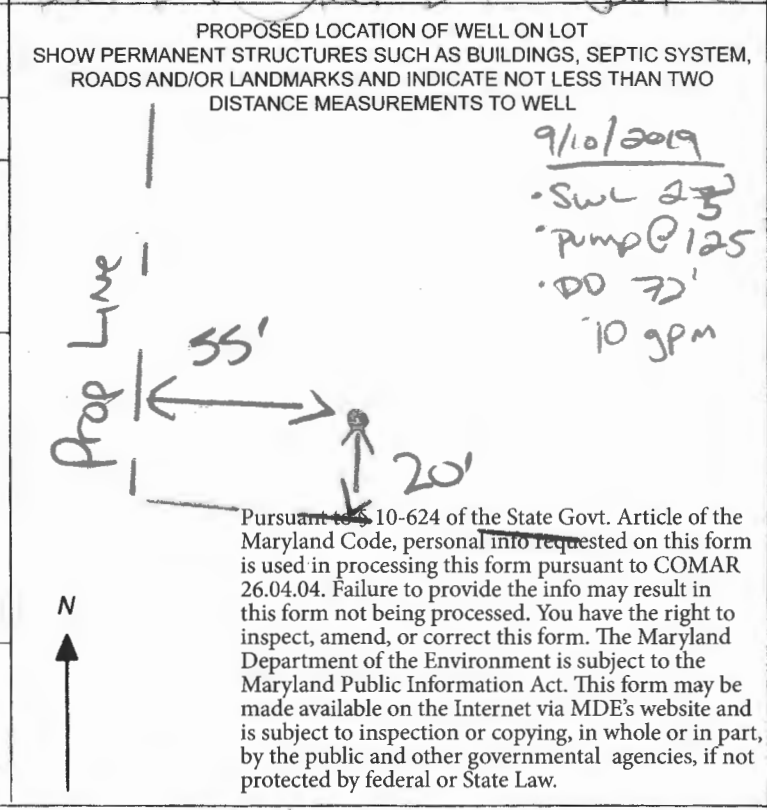 PROPOSED LOCATION OF WELL ON LOT
SHOW PERMANENT STRUCTURES SUCH AS BUILDINGS, SEPTIC SYSTEM,
ROADS AND/OR LANDMARKS AND INDICATE NOT LESS THAN TWO
DISTANCE MEASUREMENTS TO WELL
9/10/2019
• SWL
• pump @ 125
• DD 72'
10 gpm
Prop Line
55'
20'
Pursuant to § 10-624 of the State Govt. Article of the
Maryland Code, personal info requested on this form
is used in processing this form pursuant to COMAR
26.04.04. Failure to provide the info may result in
this form not being processed. You have the right to
inspect, amend, or correct this form. The Maryland
Department of the Environment is subject to the
Maryland Public Information Act. This form may be
made available on the Internet via MDE's website and
is subject to inspection or copying, in whole or in part,
by the public and other governmental agencies, if not
protected by federal or State Law.
N